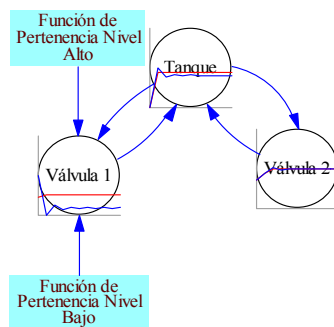 Función de
Pertenencia Nivel
Alto
Tanque
Válvula 1
Válvula 2
Función de
Pertenencia Nivel
Bajo